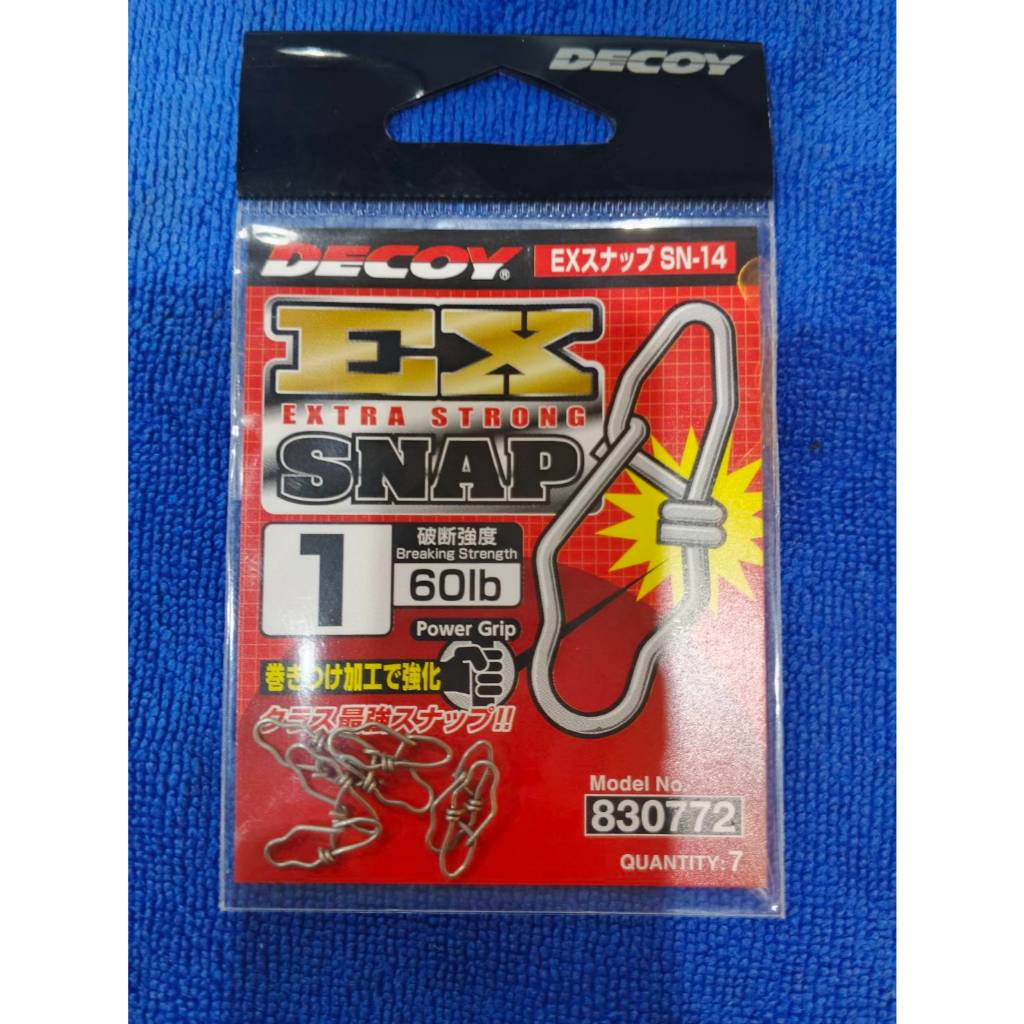 DECOY
DECOY®
EXスナップ SN-14
EX
EXTRA STRONG
SNAP
1
破断強度
Breaking Strength
60lb
Power Grip
巻きつけ加工で強化
クラス最強スナップ!!
Model No.
830772
QUANTITY: 7